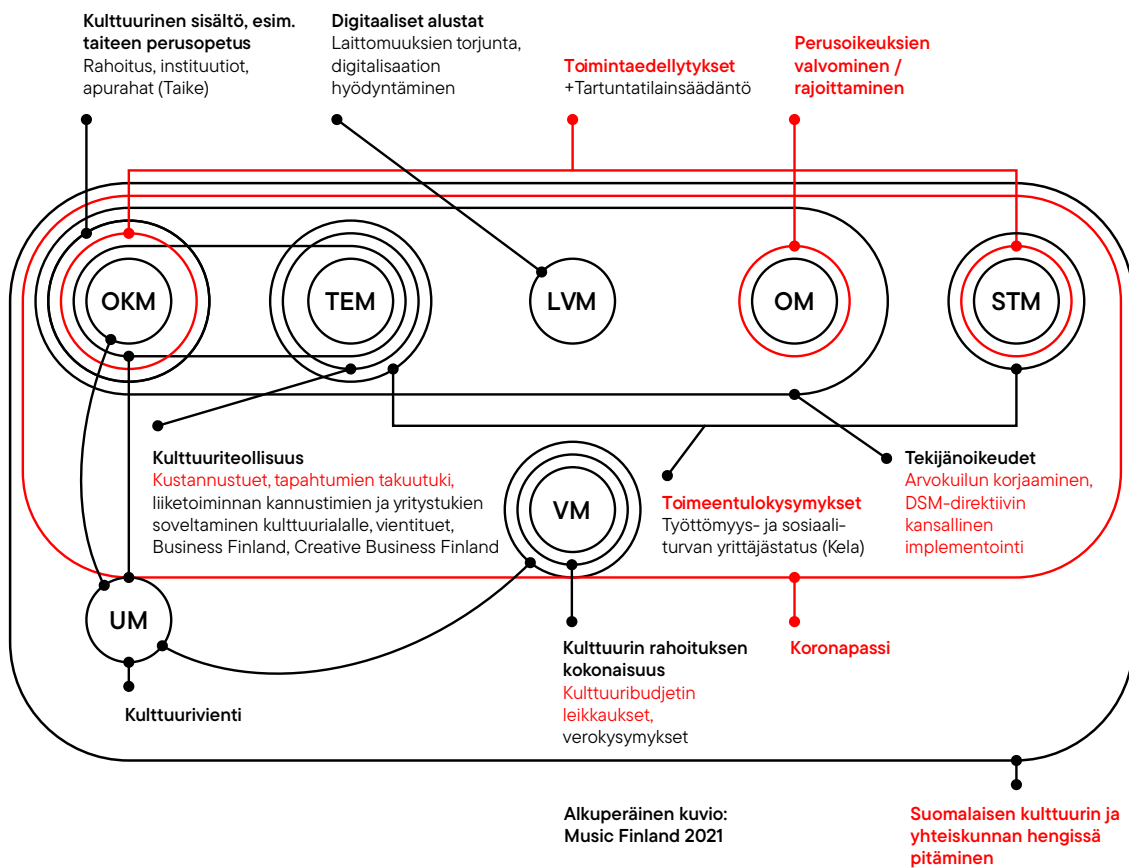 Kulttuurinen sisältö, esim.
taiteen perusopetus
Rahoitus, instituutiot,
apurahat (Taike)
Digitaaliset alustat
Laittomuuksien torjunta,
digitalisaation
hyödyntäminen
Toimintaedellytykset
+Tartuntatilainsäädäntö
Perusoikeuksien
valvominen /
rajoittaminen
OKM
TEM
LVM
OM
STM
Kulttuuriteollisuus
Kustannustuet, tapahtumien takuutuki,
liiketoiminnan kannustimien ja yritystukien
soveltaminen kulttuurialalle, vientituet,
Business Finland, Creative Business Finland
VM
Toimeentulokysymykset
Työttömyys- ja sosiaali-
turvan yrittäjästatus (Kela)
Tekijänoikeudet
Arvokuilun korjaaminen,
DSM-direktiivin
kansallinen
implementointi
UM
Kulttuurivienti
Kulttuurin rahoituksen
kokonaisuus
Kulttuuribudjetin
leikkaukset,
verokysymykset
Koronapassi
Alkuperäinen kuvio:
Music Finland 2021
Suomalaisen kulttuurin ja
yhteiskunnan hengissä
pitäminen